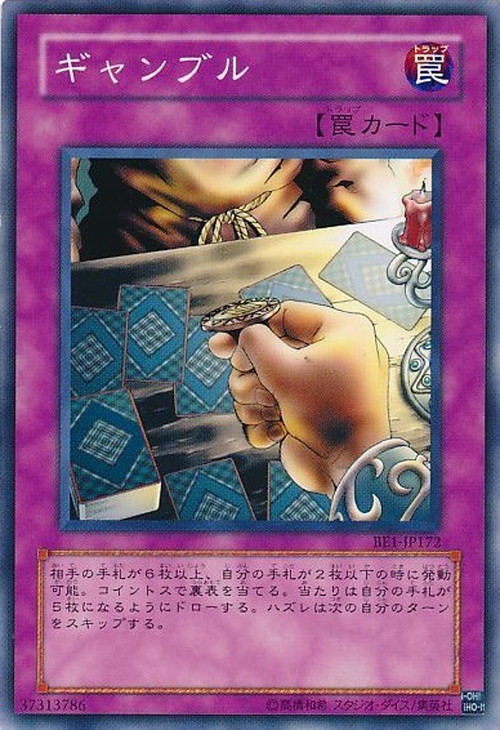 ギャンブル
罠
トラップ
【罠カード】
トラップ
BE1-JP172
相手の手札が6枚以上、自分の手札が2枚以下の時に発動
可能。コイントスで裏表を当てる。当たりは自分の手札が
5枚になるようにドローする。ハズレは次の自分のターン
をスキップする。
37313786
©高橋和希 スタジオ・ダイス/集英社